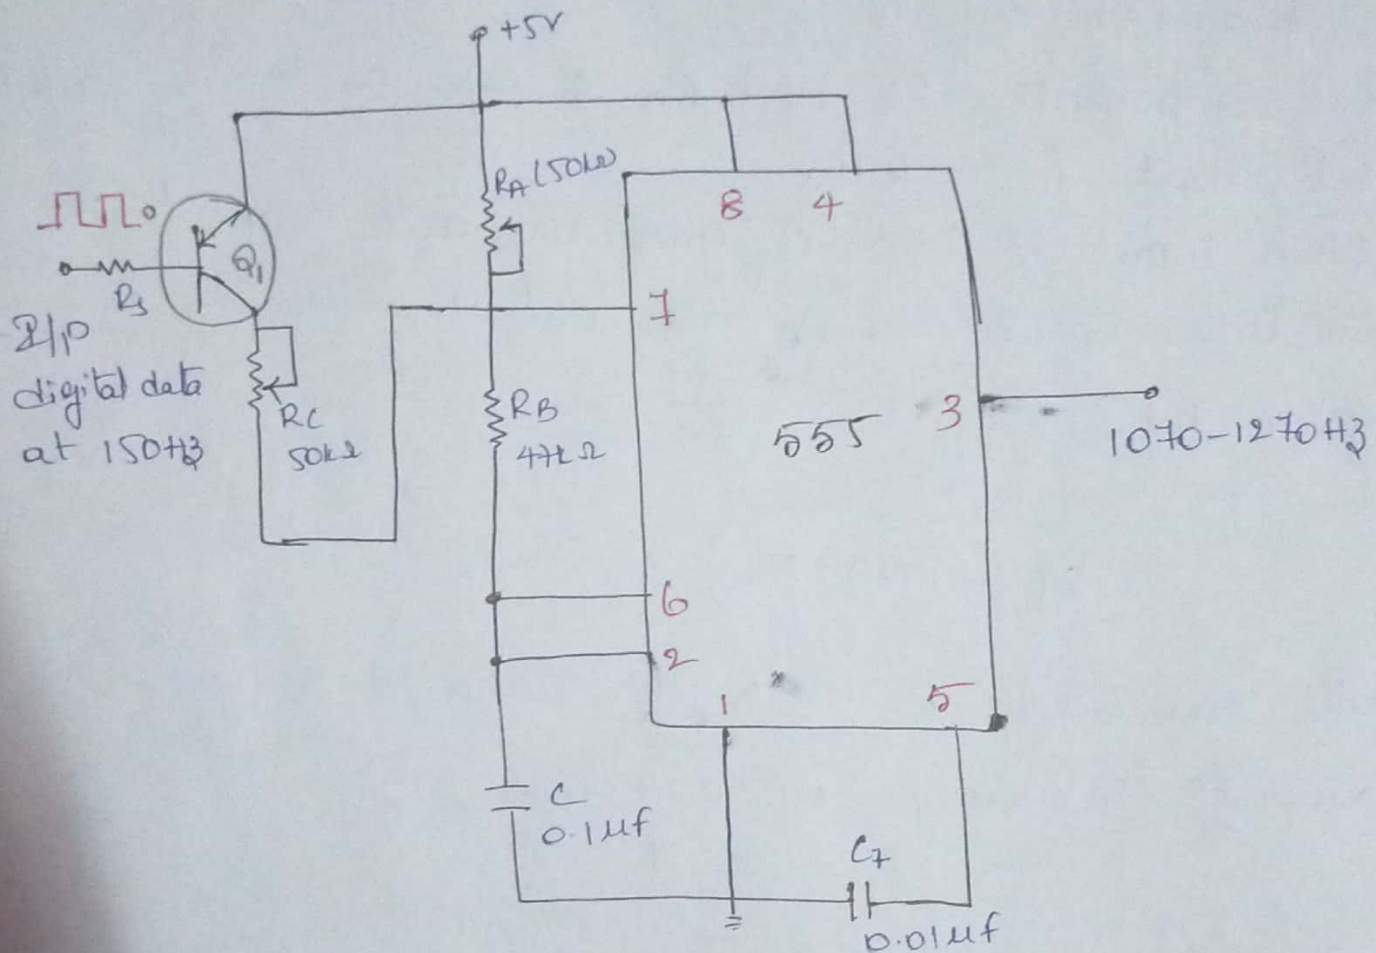 +5V
RA (50kΩ)
8
4
Q1
Rs
7
I/P
digital data
at 150Hz
RC
50kΩ
RB
47kΩ
555
3
1070-1270Hz
6
2
1
5
C
0.1μf
C7
0.01μf